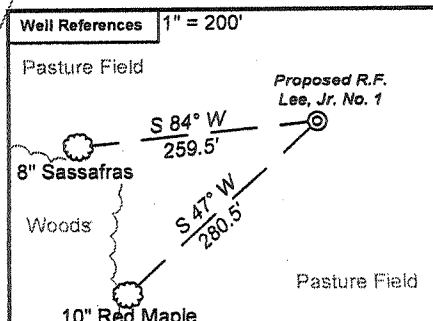 Well References 1" = 200'
Pasture Field
Proposed R.F.
Lee, Jr. No. 1
S 84° W
259.5'
8" Sassafras
S 47° W
280.5'
Woods
Pasture Field
10" Red Maple